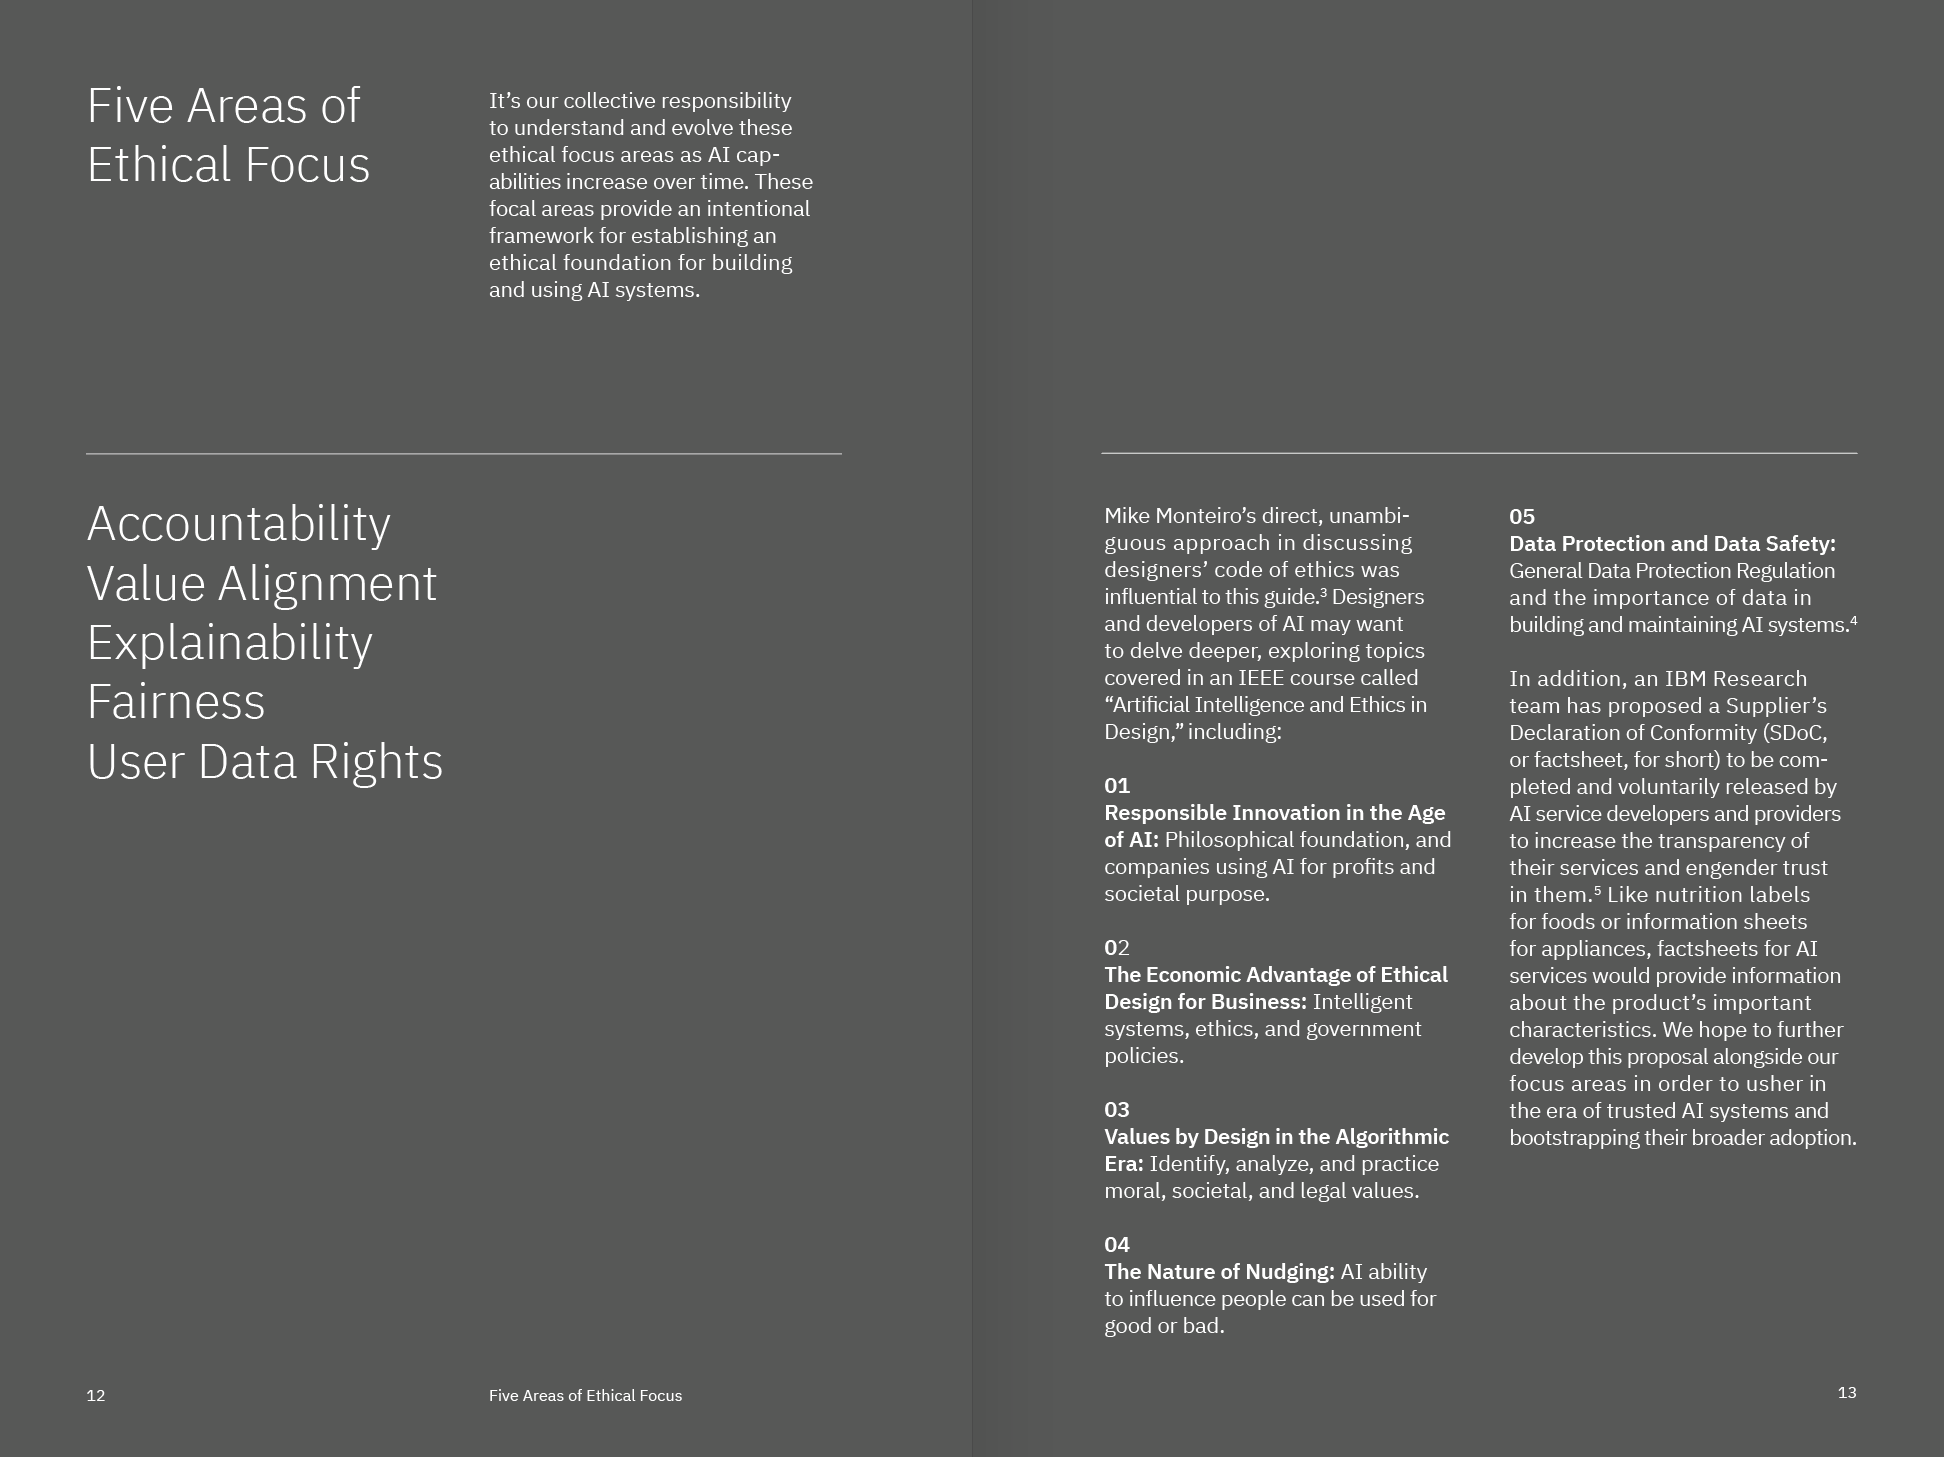 Five Areas of
Ethical Focus
It’s our collective responsibility
to understand and evolve these
ethical focus areas as AI cap-
abilities increase over time. These
focal areas provide an intentional
framework for establishing an
ethical foundation for building
and using AI systems.
Accountability
Value Alignment
Explainability
Fairness
User Data Rights
12
Five Areas of Ethical Focus
Mike Monteiro’s direct, unambi-
guous approach in discussing
designers’ code of ethics was
influential to this guide.³ Designers
and developers of AI may want
to delve deeper, exploring topics
covered in an IEEE course called
“Artificial Intelligence and Ethics in
Design,” including:
01
Responsible Innovation in the Age
of AI: Philosophical foundation, and
companies using AI for profits and
societal purpose.
02
The Economic Advantage of Ethical
Design for Business: Intelligent
systems, ethics, and government
policies.
03
Values by Design in the Algorithmic
Era: Identify, analyze, and practice
moral, societal, and legal values.
04
The Nature of Nudging: AI ability
to influence people can be used for
good or bad.
05
Data Protection and Data Safety:
General Data Protection Regulation
and the importance of data in
building and maintaining AI systems.⁴
In addition, an IBM Research
team has proposed a Supplier’s
Declaration of Conformity (SDoC,
or factsheet, for short) to be com-
pleted and voluntarily released by
AI service developers and providers
to increase the transparency of
their services and engender trust
in them.⁵ Like nutrition labels
for foods or information sheets
for appliances, factsheets for AI
services would provide information
about the product’s important
characteristics. We hope to further
develop this proposal alongside our
focus areas in order to usher in
the era of trusted AI systems and
bootstrapping their broader adoption.
13